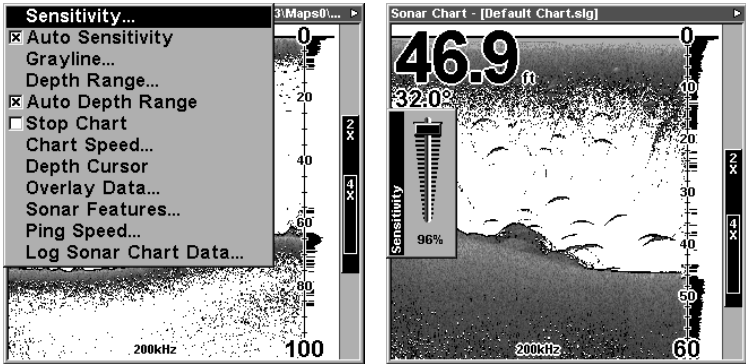 Sensitivity...
3\Maps0\...
Auto Sensitivity
Grayline...
Depth Range...
Auto Depth Range
Stop Chart
Chart Speed...
Depth Cursor
Overlay Data...
Sonar Features...
Ping Speed...
Log Sonar Chart Data...
0
20
40
60
80
100
2X
4X
200kHz
Sonar Chart - [Default Chart.slg]
46.9 ft
32.0°
Sensitivity
96%
0
10
20
30
40
50
60
2X
4X
200kHz